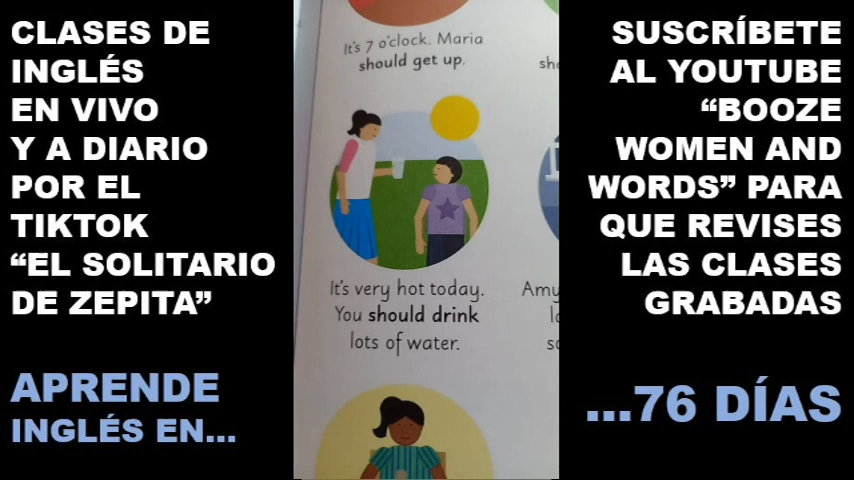 CLASES DE
INGLÉS
EN VIVO
Y A DIARIO
POR EL
TIKTOK
“EL SOLITARIO
DE ZEPITA”
APRENDE
INGLÉS EN...
It's 7 o'clock. Maria
should get up.
It's very hot today.
You should drink
lots of water.
Amy
SUSCRÍBETE
AL YOUTUBE
“BOOZE
WOMEN AND
WORDS” PARA
QUE REVISES
LAS CLASES
GRABADAS
...76 DÍAS